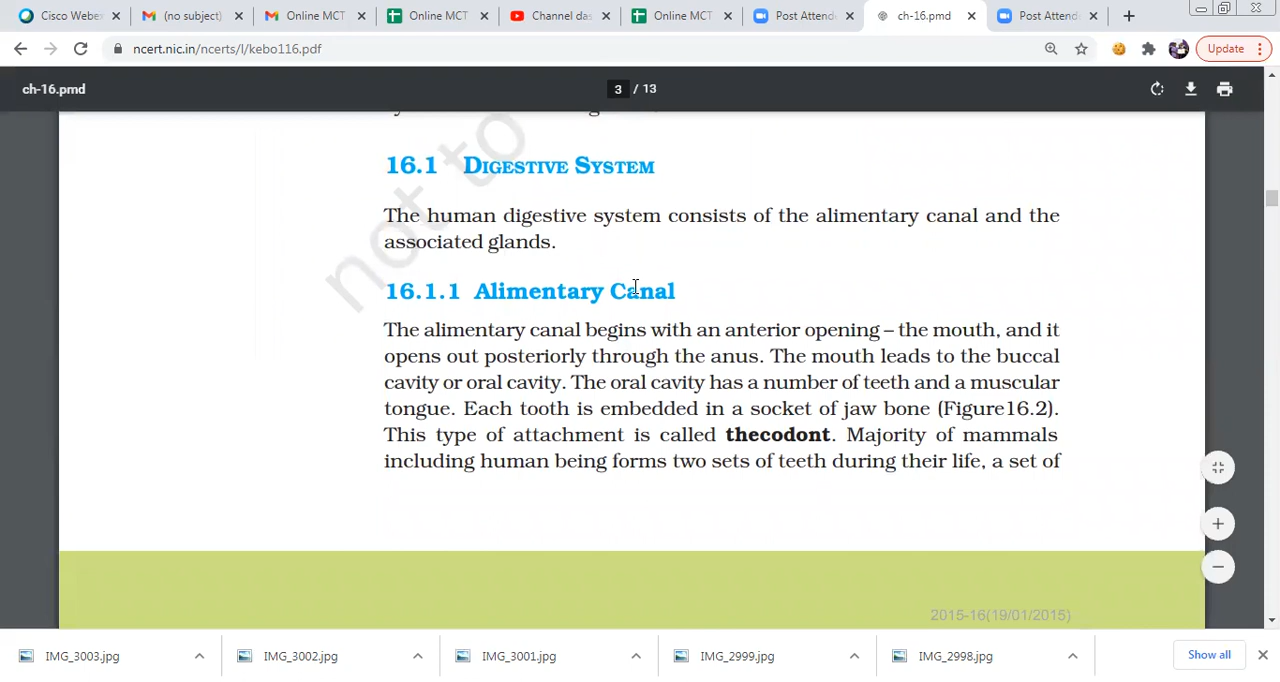 Cisco Webe
(no subject)
Online MCT
Online MCT
Channel das
Online MCT
Post Attende
ch-16.pmd
Post Attende
ncert.nic.in/ncerts/l/kebo116.pdf
Update
ch-16.pmd
3 / 13
not to
16.1 DIGESTIVE SYSTEM
The human digestive system consists of the alimentary canal and the
associated glands.
16.1.1 Alimentary Canal
The alimentary canal begins with an anterior opening – the mouth, and it
opens out posteriorly through the anus. The mouth leads to the buccal
cavity or oral cavity. The oral cavity has a number of teeth and a muscular
tongue. Each tooth is embedded in a socket of jaw bone (Figure16.2).
This type of attachment is called thecodont. Majority of mammals
including human being forms two sets of teeth during their life, a set of
2015-16(19/01/2015)
IMG_3003.jpg
IMG_3002.jpg
IMG_3001.jpg
IMG_2999.jpg
IMG_2998.jpg
Show all